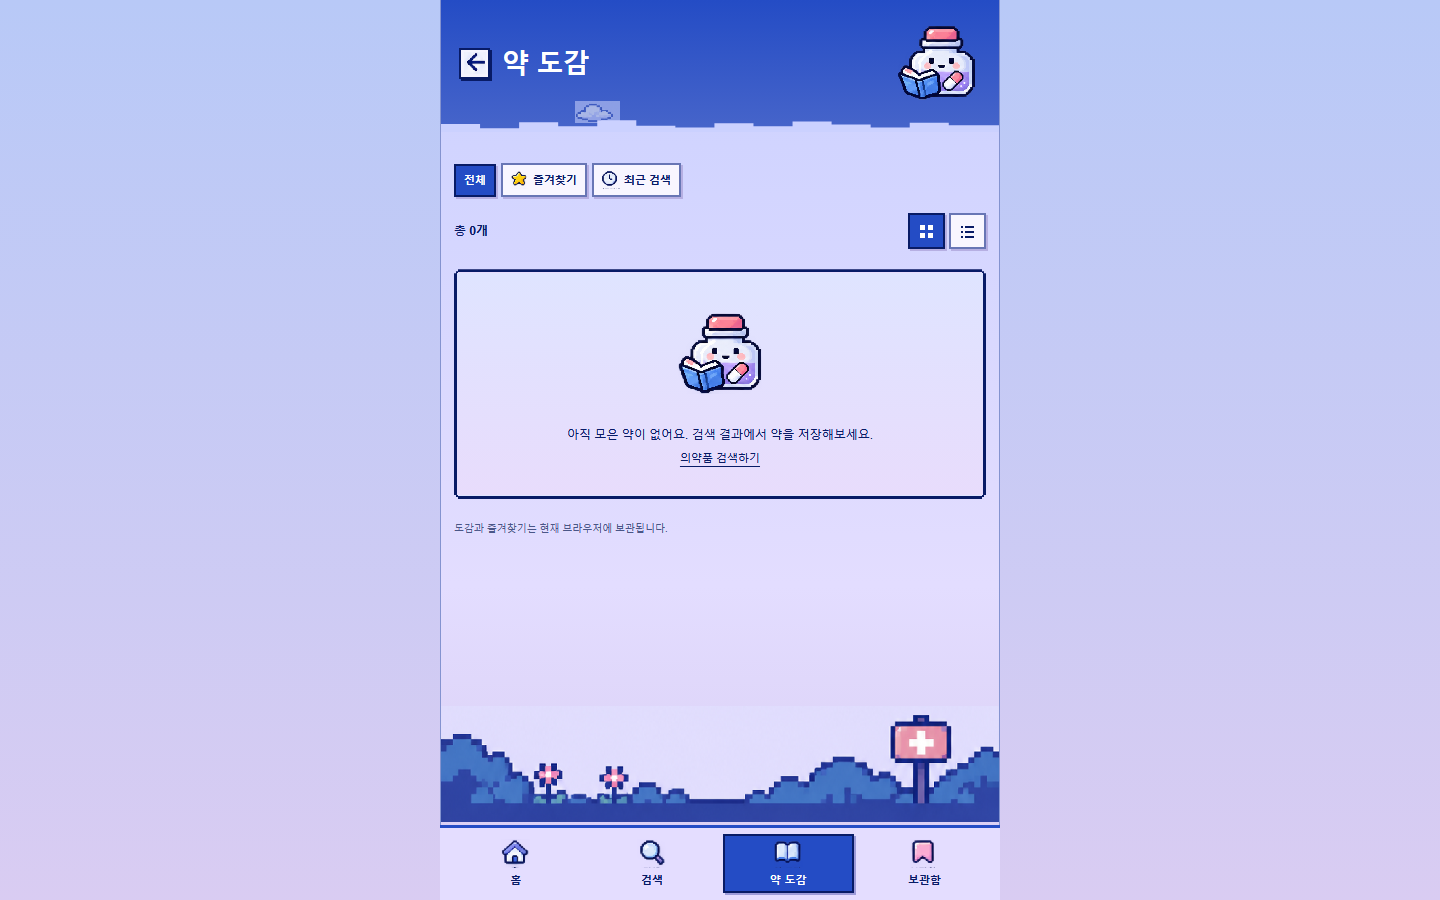 약 도감
전체
즐겨찾기
최근 검색
총 0개
아직 모은 약이 없어요. 검색 결과에서 약을 저장해보세요.
의약품 검색하기
도감과 즐겨찾기는 현재 브라우저에 보관됩니다.
홈
검색
약 도감
보관함